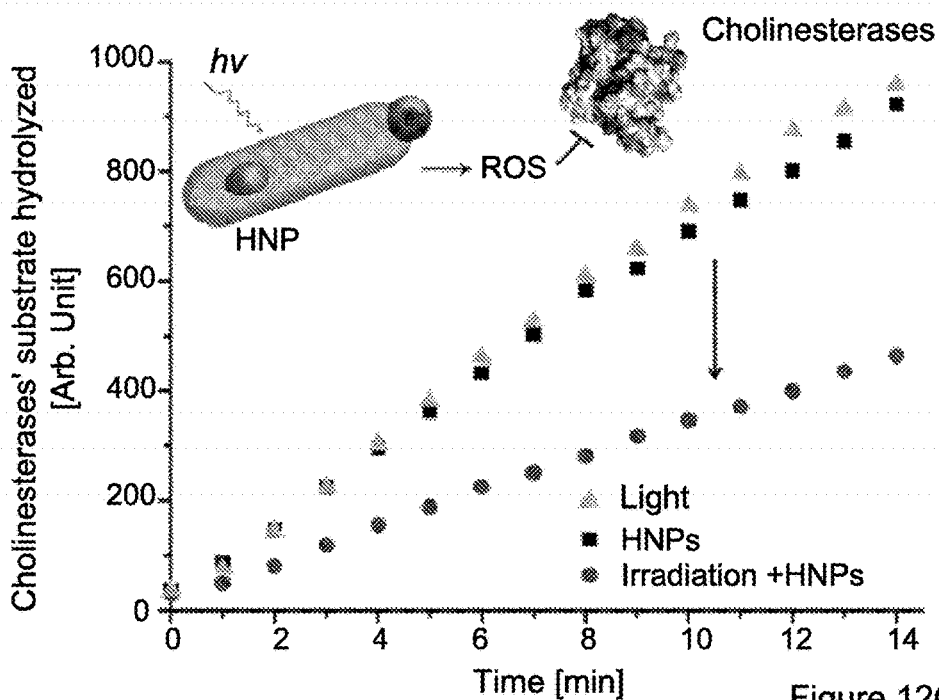 Cholinesterases
hv
ROS
HNP
Cholinesterases' substrate hydrolyzed
[Arb. Unit]
1000
800
600
400
200
0
0 2 4 6 8 10 12 14
Time [min]
Light
HNPs
Irradiation +HNPs